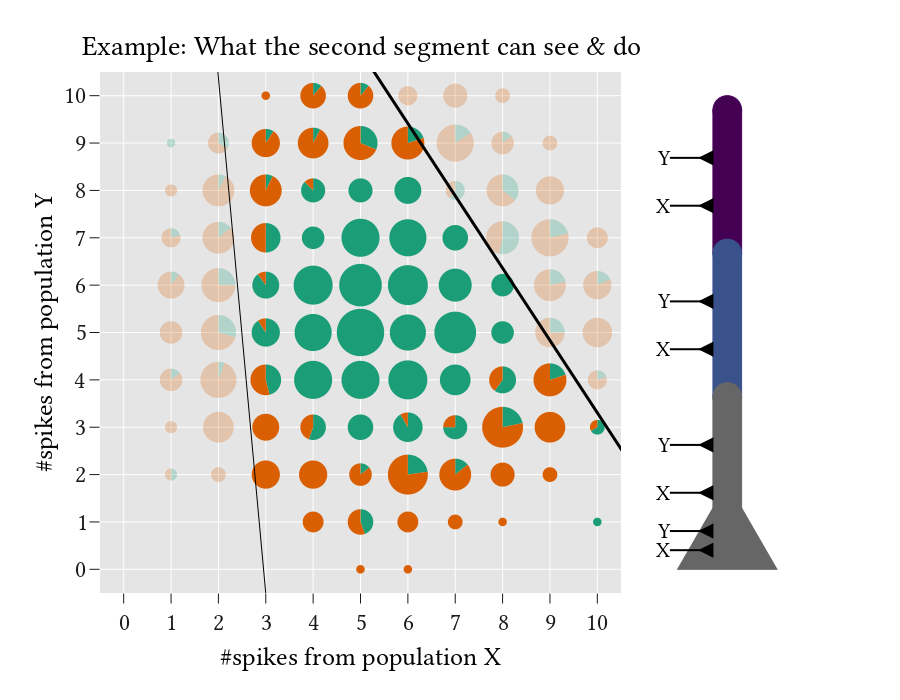 Example: What the second segment can see & do
#spikes from population Y
10
9
8
7
6
5
4
3
2
1
0
0 1 2 3 4 5 6 7 8 9 10
#spikes from population X
Y
X
Y
X
Y
X
Y
X